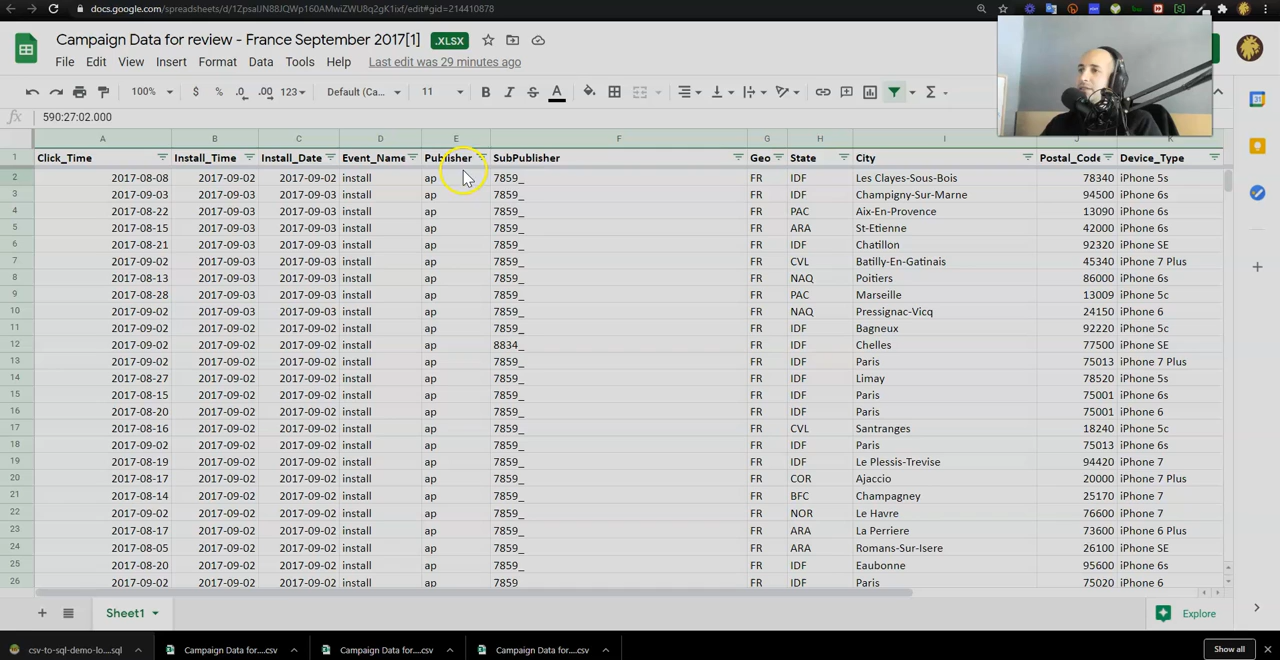 docs.google.com/spreadsheets/d/1ZpsaUN88JQWp160AMwiZWU8q2gK1ixf/edit#gid=214410878
Campaign Data for review - France September 2017[1] .XLSX
File Edit View Insert Format Data Tools Help Last edit was 29 minutes ago
100% $ % .0 .00 123 Default (Ca... 11 B I S A
fx 590:27:02.000
A B C D E F G H I J K
1 Click_Time Install_Time Install_Date Event_Name Publisher SubPublisher Geo State City Postal_Code Device_Type
2 2017-08-08 2017-09-02 2017-09-02 install ap 7859_ FR IDF Les Clayes-Sous-Bois 78340 iPhone 5s
3 2017-09-03 2017-09-03 2017-09-03 install ap 7859_ FR IDF Champigny-Sur-Marne 94500 iPhone 6s
4 2017-08-22 2017-09-03 2017-09-03 install ap 7859_ FR PAC Aix-En-Provence 13090 iPhone 6s
5 2017-08-15 2017-09-03 2017-09-03 install ap 7859_ FR ARA St-Etienne 42000 iPhone 6s
6 2017-08-21 2017-09-03 2017-09-03 install ap 7859_ FR IDF Chatillon 92320 iPhone SE
7 2017-09-02 2017-09-03 2017-09-03 install ap 7859_ FR CVL Batilly-En-Gatinais 45340 iPhone 7 Plus
8 2017-08-13 2017-09-03 2017-09-03 install ap 7859_ FR NAQ Poitiers 86000 iPhone 6s
9 2017-08-28 2017-09-03 2017-09-03 install ap 7859_ FR PAC Marseille 13009 iPhone 5c
10 2017-09-02 2017-09-03 2017-09-03 install ap 7859_ FR NAQ Pressignac-Vicq 24150 iPhone 6
11 2017-09-02 2017-09-02 2017-09-02 install ap 7859_ FR IDF Bagneux 92220 iPhone 5c
12 2017-09-02 2017-09-02 2017-09-02 install ap 8834_ FR IDF Chelles 77500 iPhone SE
13 2017-09-02 2017-09-02 2017-09-02 install ap 7859_ FR IDF Paris 75013 iPhone 7 Plus
14 2017-08-27 2017-09-02 2017-09-02 install ap 7859_ FR IDF Limay 78520 iPhone 5s
15 2017-08-15 2017-09-02 2017-09-02 install ap 7859_ FR IDF Paris 75001 iPhone 6s
16 2017-08-20 2017-09-02 2017-09-02 install ap 7859_ FR IDF Paris 75001 iPhone 6
17 2017-08-16 2017-09-02 2017-09-02 install ap 7859_ FR CVL Santranges 18240 iPhone 5c
18 2017-09-02 2017-09-02 2017-09-02 install ap 7859_ FR IDF Paris 75013 iPhone 6s
19 2017-08-19 2017-09-02 2017-09-02 install ap 7859_ FR IDF Le Plessis-Trevise 94420 iPhone 7
20 2017-08-17 2017-09-02 2017-09-02 install ap 7859_ FR COR Ajaccio 20000 iPhone 7 Plus
21 2017-08-14 2017-09-02 2017-09-02 install ap 7859_ FR BFC Champagney 25170 iPhone 7
22 2017-09-02 2017-09-02 2017-09-02 install ap 7859_ FR NOR Le Havre 76600 iPhone 7
23 2017-08-17 2017-09-02 2017-09-02 install ap 7859_ FR ARA La Perriere 73600 iPhone 6 Plus
24 2017-08-05 2017-09-02 2017-09-02 install ap 7859_ FR ARA Romans-Sur-Isere 26100 iPhone SE
25 2017-08-20 2017-09-02 2017-09-02 install ap 7859_ FR IDF Eaubonne 95600 iPhone 6s
26 2017-09-02 2017-09-02 2017-09-02 install ap 7859_ FR IDF Paris 75020 iPhone 6
Sheet1 Explore
csv-to-sql-demo-lo....sql Campaign Data for....csv Campaign Data for....csv Campaign Data for....csv Show all